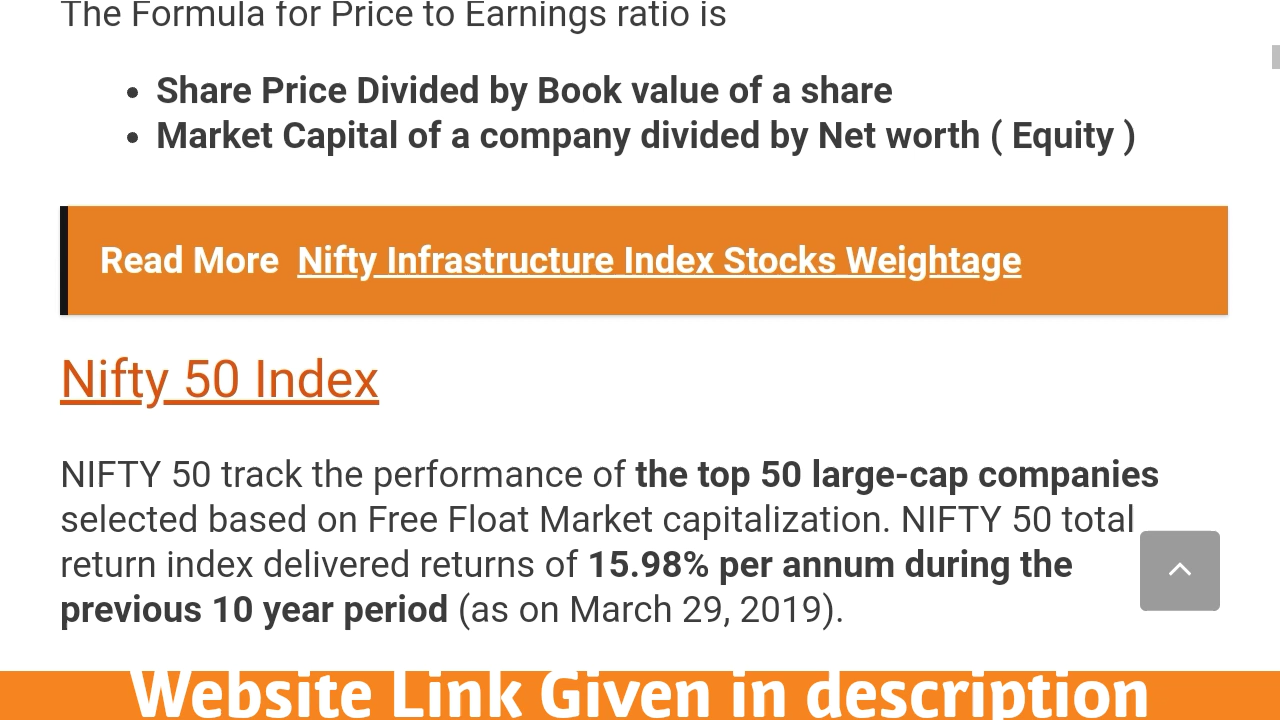 The Formula for Price to Earnings ratio is
• Share Price Divided by Book value of a share
• Market Capital of a company divided by Net worth ( Equity )
Read More Nifty Infrastructure Index Stocks Weightage
Nifty 50 Index
NIFTY 50 track the performance of the top 50 large-cap companies
selected based on Free Float Market capitalization. NIFTY 50 total
return index delivered returns of 15.98% per annum during the
previous 10 year period (as on March 29, 2019).
Website Link Given in description